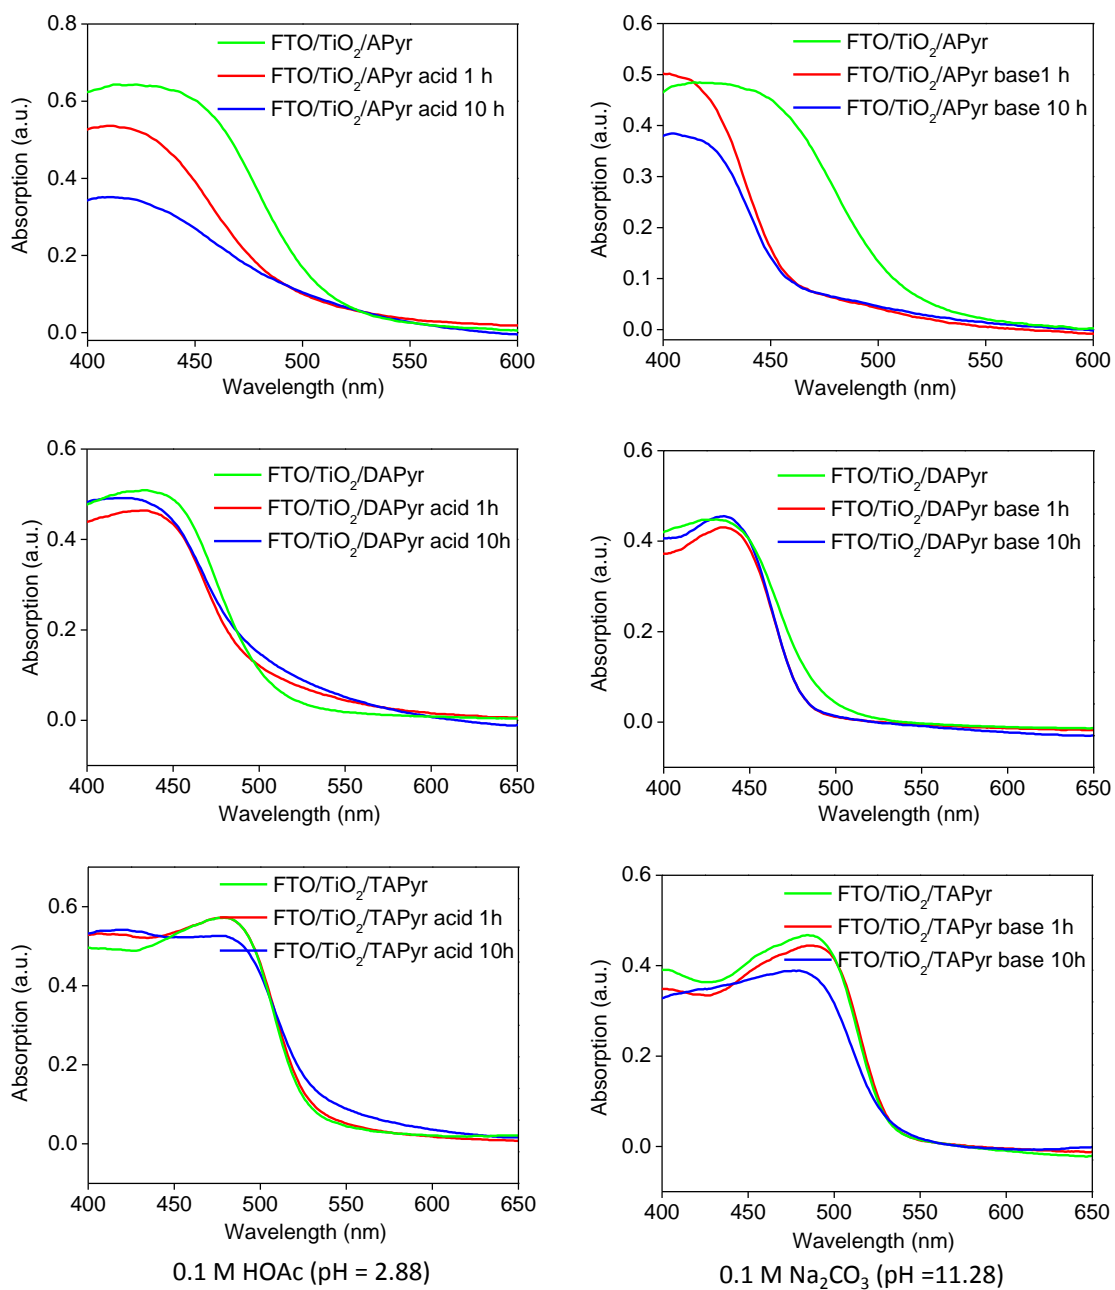 0.8
0.6
0.4
0.2
0.0
Absorption (a.u.)
FTO/TiO₂/APyr
FTO/TiO₂/APyr acid 1 h
FTO/TiO₂/APyr acid 10 h
400 450 500 550 600
Wavelength (nm)
0.6
0.5
0.4
0.3
0.2
0.1
0.0
Absorption (a.u.)
FTO/TiO₂/APyr
FTO/TiO₂/APyr base1 h
FTO/TiO₂/APyr base 10 h
400 450 500 550 600
Wavelength (nm)
0.6
0.4
0.2
0.0
Absorption (a.u.)
FTO/TiO₂/DAPyr
FTO/TiO₂/DAPyr acid 1h
FTO/TiO₂/DAPyr acid 10h
400 450 500 550 600 650
Wavelength (nm)
0.6
0.4
0.2
0.0
Absorption (a.u.)
FTO/TiO₂/DAPyr
FTO/TiO₂/DAPyr base 1h
FTO/TiO₂/DAPyr base 10h
400 450 500 550 600 650
Wavelength (nm)
0.6
0.4
0.2
0.0
Absorption (a.u.)
FTO/TiO₂/TAPyr
FTO/TiO₂/TAPyr acid 1h
FTO/TiO₂/TAPyr acid 10h
400 450 500 550 600 650
Wavelength (nm)
0.1 M HOAc (pH = 2.88)
0.6
0.4
0.2
0.0
Absorption (a.u.)
FTO/TiO₂/TAPyr
FTO/TiO₂/TAPyr base 1h
FTO/TiO₂/TAPyr base 10h
400 450 500 550 600 650
Wavelength (nm)
0.1 M Na₂CO₃ (pH =11.28)